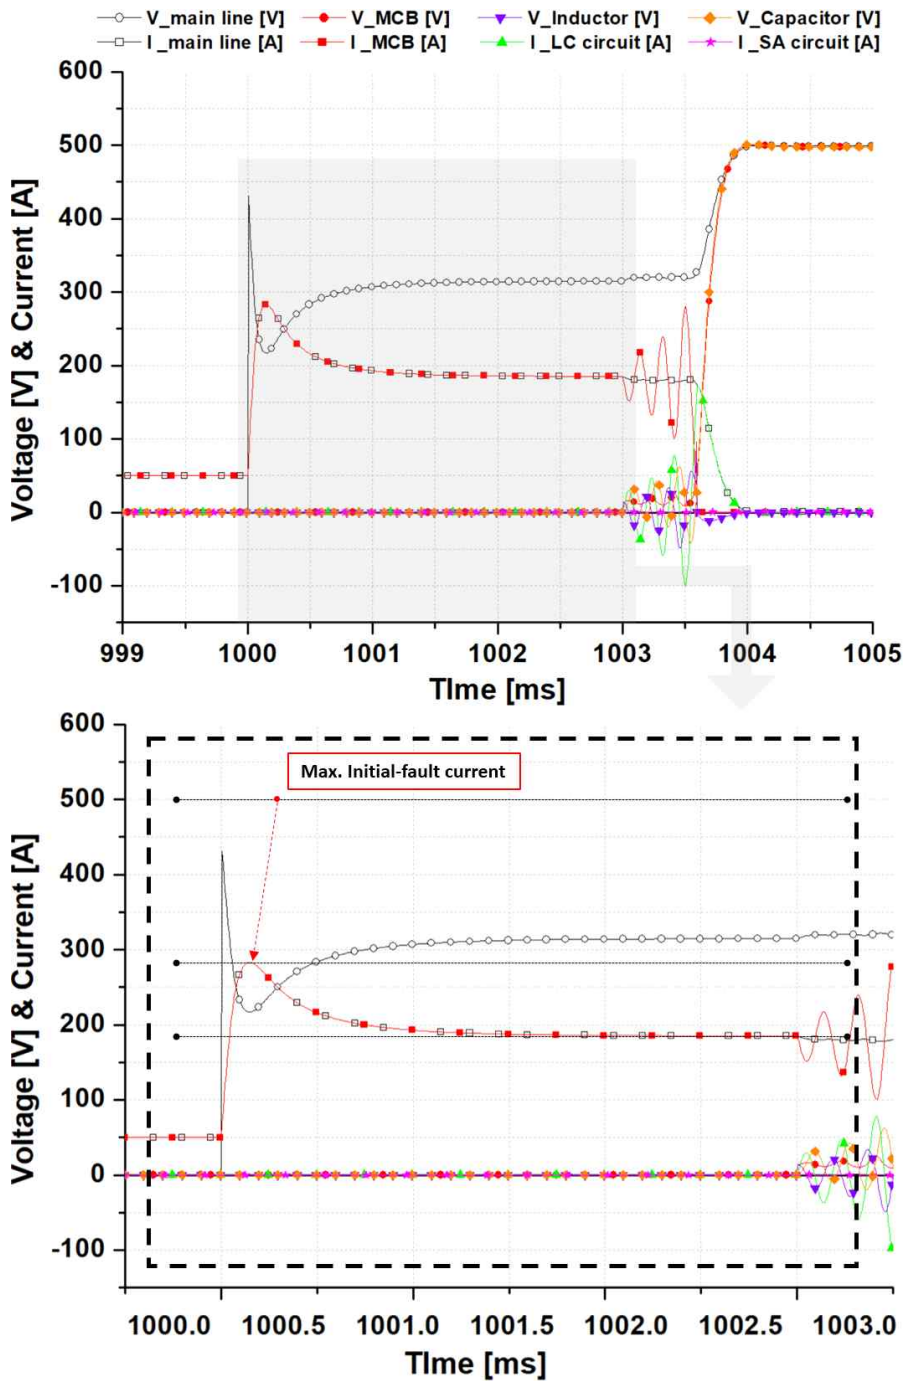 V_main line [V] V_MCB [V] V_Inductor [V] V_Capacitor [V]
I _main line [A] I _MCB [A] I _LC circuit [A] I _SA circuit [A]
600
500
400
300
200
100
0
-100
Voltage [V] & Current [A]
999 1000 1001 1002 1003 1004 1005
TIme [ms]
600
500
400
300
200
100
0
-100
Voltage [V] & Current [A]
Max. Initial-fault current
1000.0 1000.5 1001.0 1001.5 1002.0 1002.5 1003.0
TIme [ms]